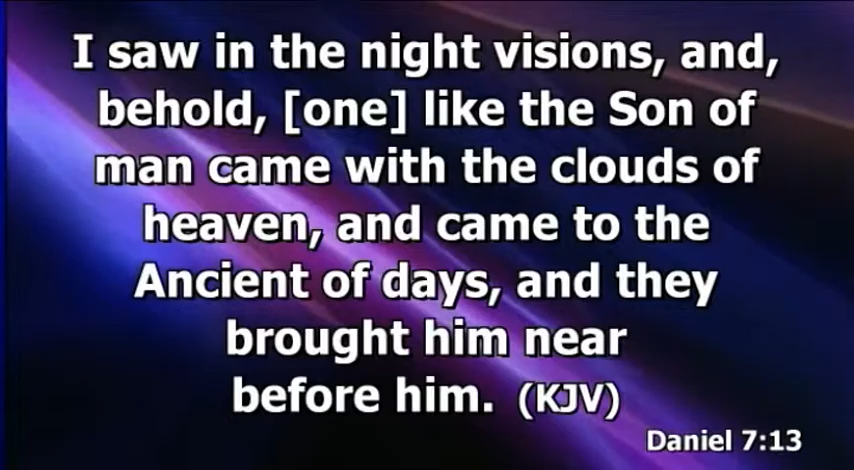 I saw in the night visions, and,
behold, [one] like the Son of
man came with the clouds of
heaven, and came to the
Ancient of days, and they
brought him near
before him. (KJV)
Daniel 7:13